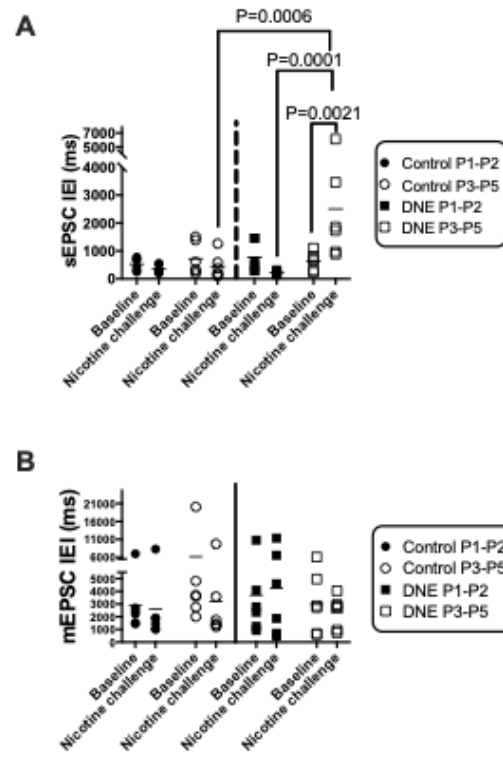 A
P=0.0006
P=0.0001
P=0.0021
sEPSC IEI (ms)
7000
5000
4000
3000
2000
1000
0
Baseline
Nicotine challenge
Baseline
Nicotine challenge
Baseline
Nicotine challenge
Baseline
Nicotine challenge
Control P1-P2
Control P3-P5
DNE P1-P2
DNE P3-P5
B
mEPSC IEI (ms)
21000
16000
11000
6000
5000
4000
3000
2000
1000
0
Baseline
Nicotine challenge
Baseline
Nicotine challenge
Baseline
Nicotine challenge
Baseline
Nicotine challenge
Control P1-P2
Control P3-P5
DNE P1-P2
DNE P3-P5